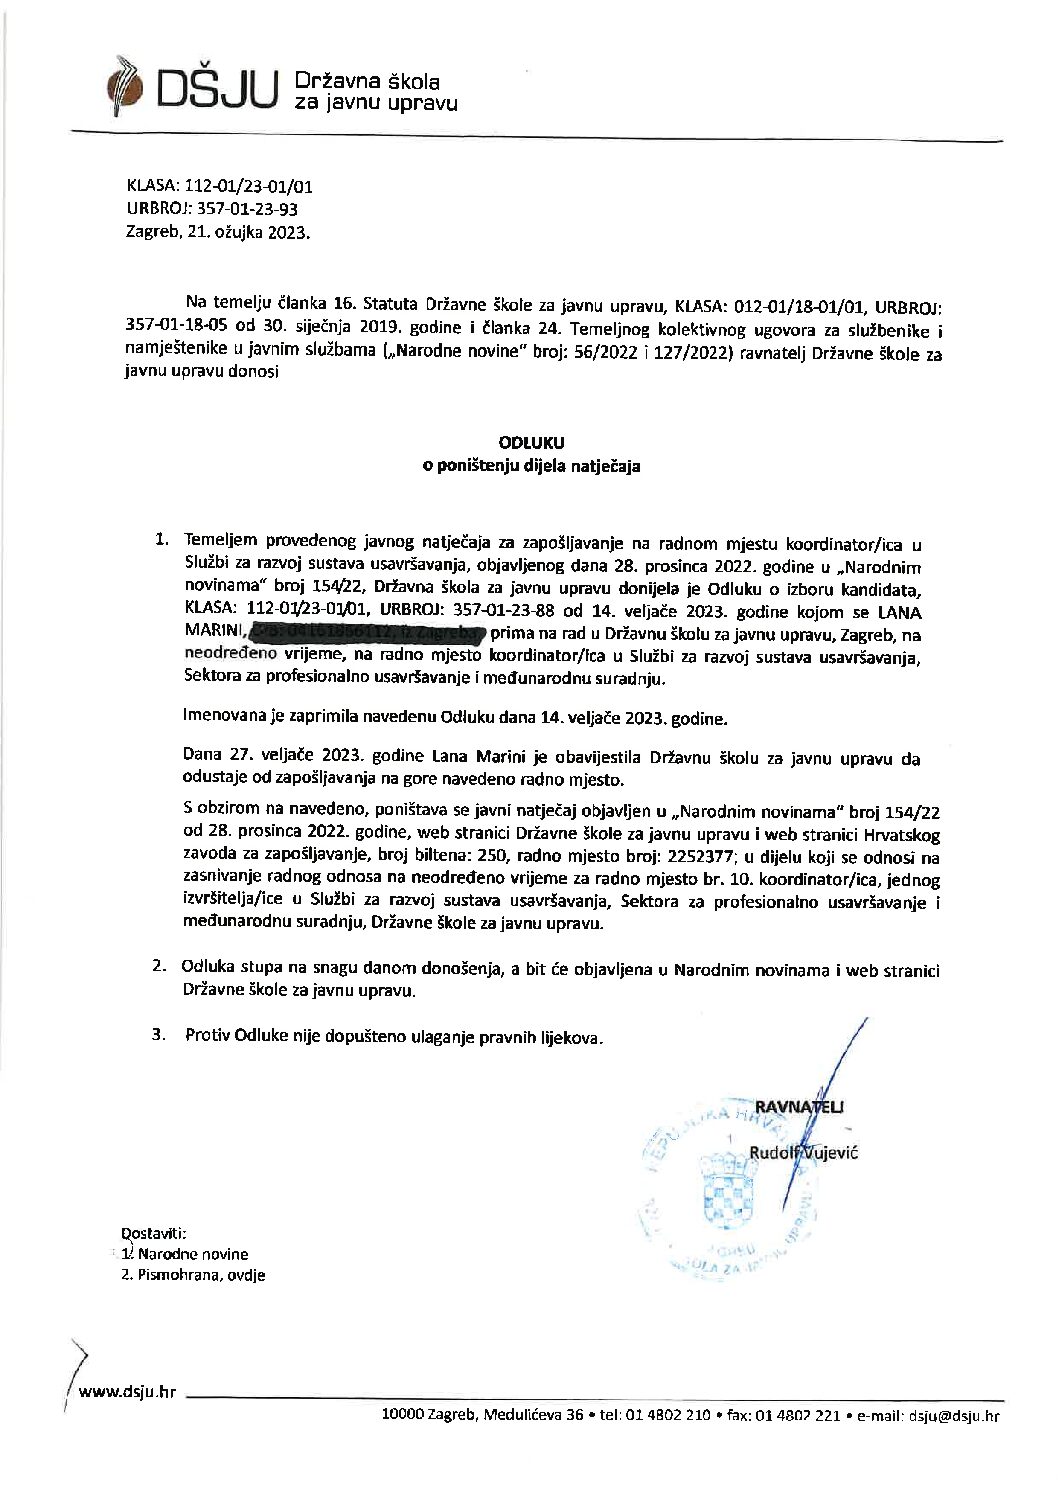 DŠJU Državna škola
za javnu upravu
KLASA: 112-01/23-01/01
URBROJ: 357-01-23-93
Zagreb, 21. ožujka 2023.
Na temelju članka 16. Statuta Državne škole za javnu upravu, KLASA: 012-01/18-01/01, URBROJ:
357-01-18-05 od 30. siječnja 2019. godine i članka 24. Temeljnog kolektivnog ugovora za službenike i
namještenike u javnim službama („Narodne novine“ broj: 56/2022 i 127/2022) ravnatelj Državne škole za
javnu upravu donosi
ODLUKU
o poništenju dijela natječaja
1. Temeljem provedenog javnog natječaja za zapošljavanje na radnom mjestu koordinator/ica u
Službi za razvoj sustava usavršavanja, objavljenog dana 28. prosinca 2022. godine u „Narodnim
novinama“ broj 154/22, Državna škola za javnu upravu donijela je Odluku o izboru kandidata,
KLASA: 112-01/23-01/01, URBROJ: 357-01-23-88 od 14. veljače 2023. godine kojom se LANA
MARINI, prima na rad u Državnu školu za javnu upravu, Zagreb, na
neodređeno vrijeme, na radno mjesto koordinator/ica u Službi za razvoj sustava usavršavanja,
Sektora za profesionalno usavršavanje i međunarodnu suradnju.
Imenovana je zaprimila navedenu Odluku dana 14. veljače 2023. godine.
Dana 27. veljače 2023. godine Lana Marini je obavijestila Državnu školu za javnu upravu da
odustaje od zapošljavanja na gore navedeno radno mjesto.
S obzirom na navedeno, poništava se javni natječaj objavljen u „Narodnim novinama“ broj 154/22
od 28. prosinca 2022. godine, web stranici Državne škole za javnu upravu i web stranici Hrvatskog
zavoda za zapošljavanje, broj biltena: 250, radno mjesto broj: 2252377; u dijelu koji se odnosi na
zasnivanje radnog odnosa na neodređeno vrijeme za radno mjesto br. 10. koordinator/ica, jednog
izvršitelja/ice u Službi za razvoj sustava usavršavanja, Sektora za profesionalno usavršavanje i
međunarodnu suradnju, Državne škole za javnu upravu.
2. Odluka stupa na snagu danom donošenja, a bit će objavljena u Narodnim novinama i web stranici
Državne škole za javnu upravu.
3. Protiv Odluke nije dopušteno ulaganje pravnih lijekova.
RAVNATELJ
Rudolf Vujević
Dostaviti:
1. Narodne novine
2. Pismohrana, ovdje
www.dsju.hr
10000 Zagreb, Medulićeva 36 • tel: 01 4802 210 • fax: 01 4802 221 • e-mail: dsju@dsju.hr